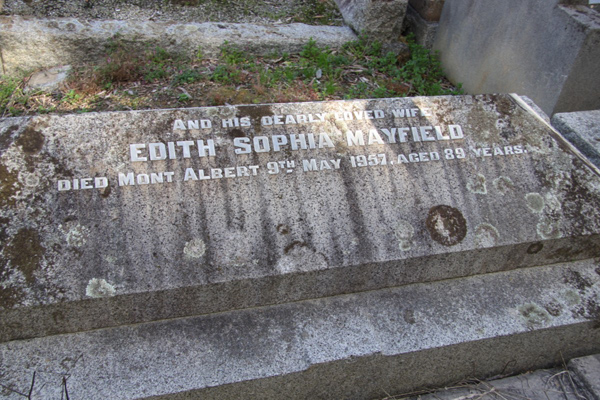 AND HIS DEARLY LOVED WIFE
EDITH SOPHIA MAYFIELD
DIED MONT ALBERT 9TH MAY 1957, AGED 89 YEARS.